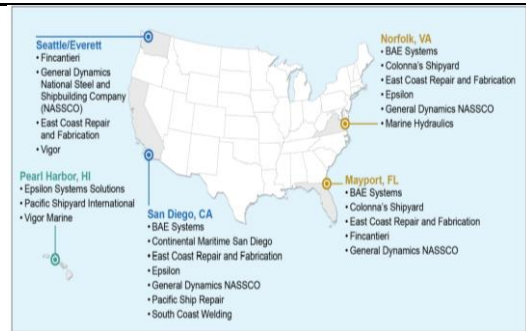 Seattle/Everett
• Fincantieri
• General Dynamics
National Steel and
Shipbuilding Company
(NASSCO)
• East Coast Repair
and Fabrication
• Vigor
Norfolk, VA
• BAE Systems
• Colonna's Shipyard
• East Coast Repair and Fabrication
• Epsilon
• General Dynamics NASSCO
• Marine Hydraulics
Pearl Harbor, HI
• Epsilon Systems Solutions
• Pacific Shipyard International
• Vigor Marine
San Diego, CA
• BAE Systems
• Continental Maritime San Diego
• East Coast Repair and Fabrication
• Epsilon
• General Dynamics NASSCO
• Pacific Ship Repair
• South Coast Welding
Mayport, FL
• BAE Systems
• Colonna's Shipyard
• East Coast Repair and Fabrication
• Fincantieri
• General Dynamics NASSCO